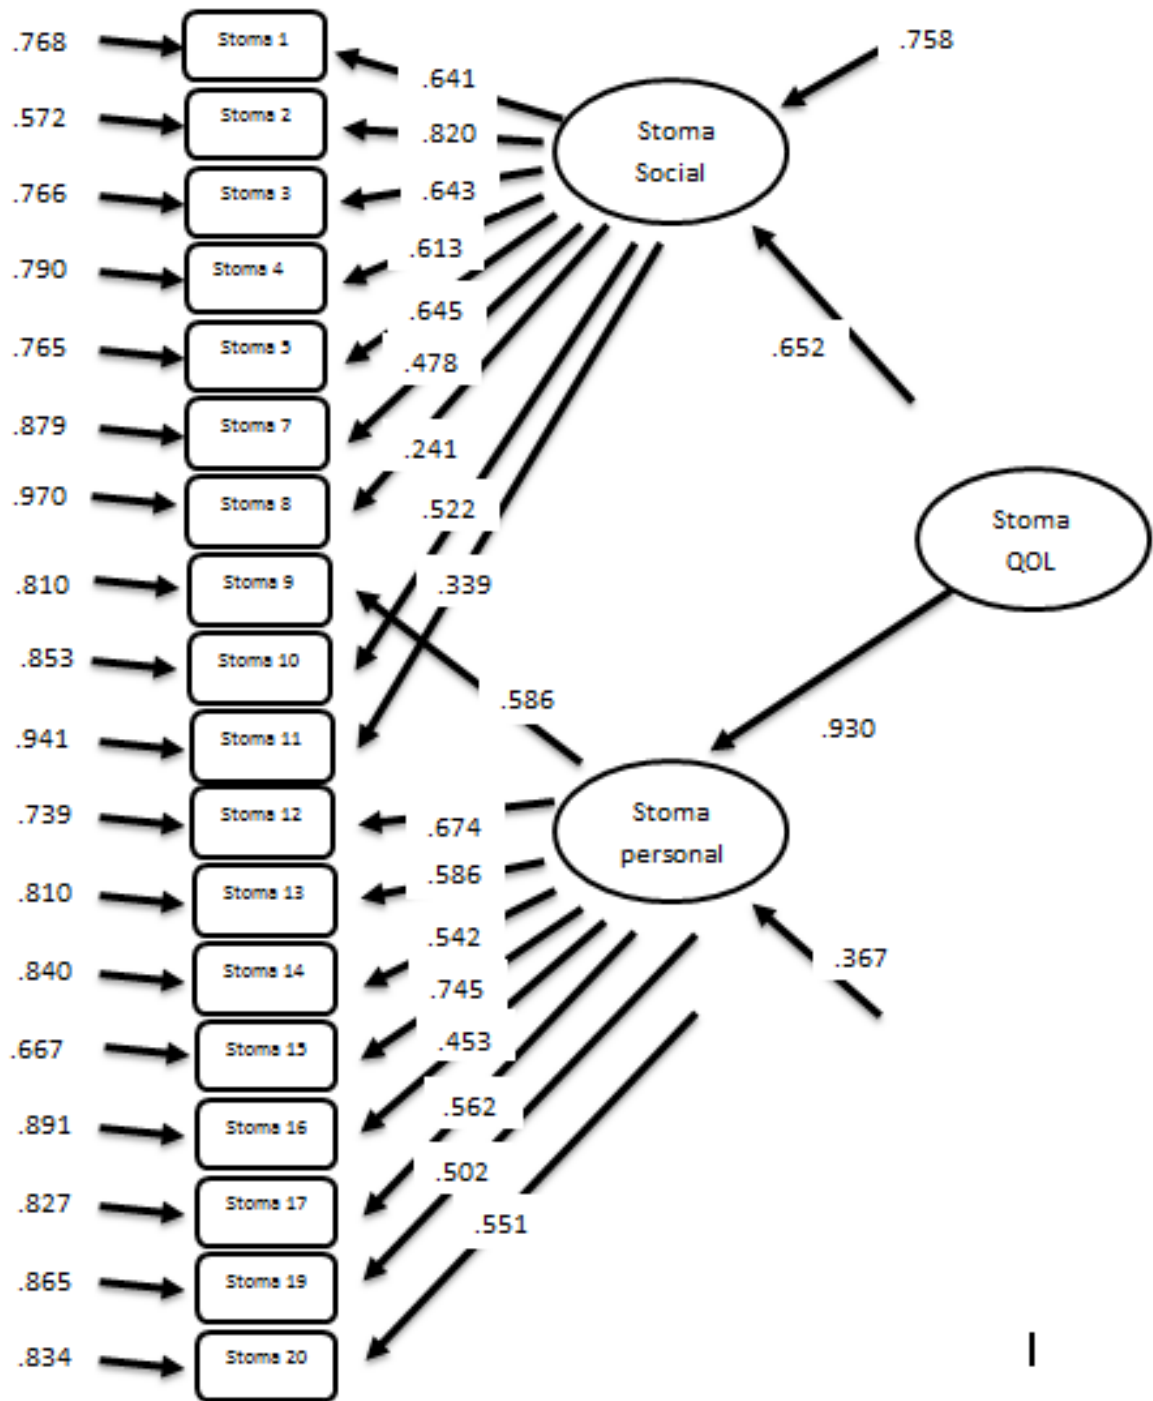 .768
Stoma 1
.641
.758
.572
Stoma 2
.820
Stoma
Social
.766
Stoma 3
.643
.790
Stoma 4
.613
.765
Stoma 5
.645
.652
.879
Stoma 7
.478
.970
Stoma 8
.241
.522
Stoma
QOL
.810
Stoma 9
.339
.853
Stoma 10
.586
.941
Stoma 11
.930
.739
Stoma 12
.674
Stoma
personal
.810
Stoma 13
.586
.840
Stoma 14
.542
.367
.745
.667
Stoma 15
.453
.891
Stoma 16
.562
.827
Stoma 17
.502
.551
.865
Stoma 19
.834
Stoma 20